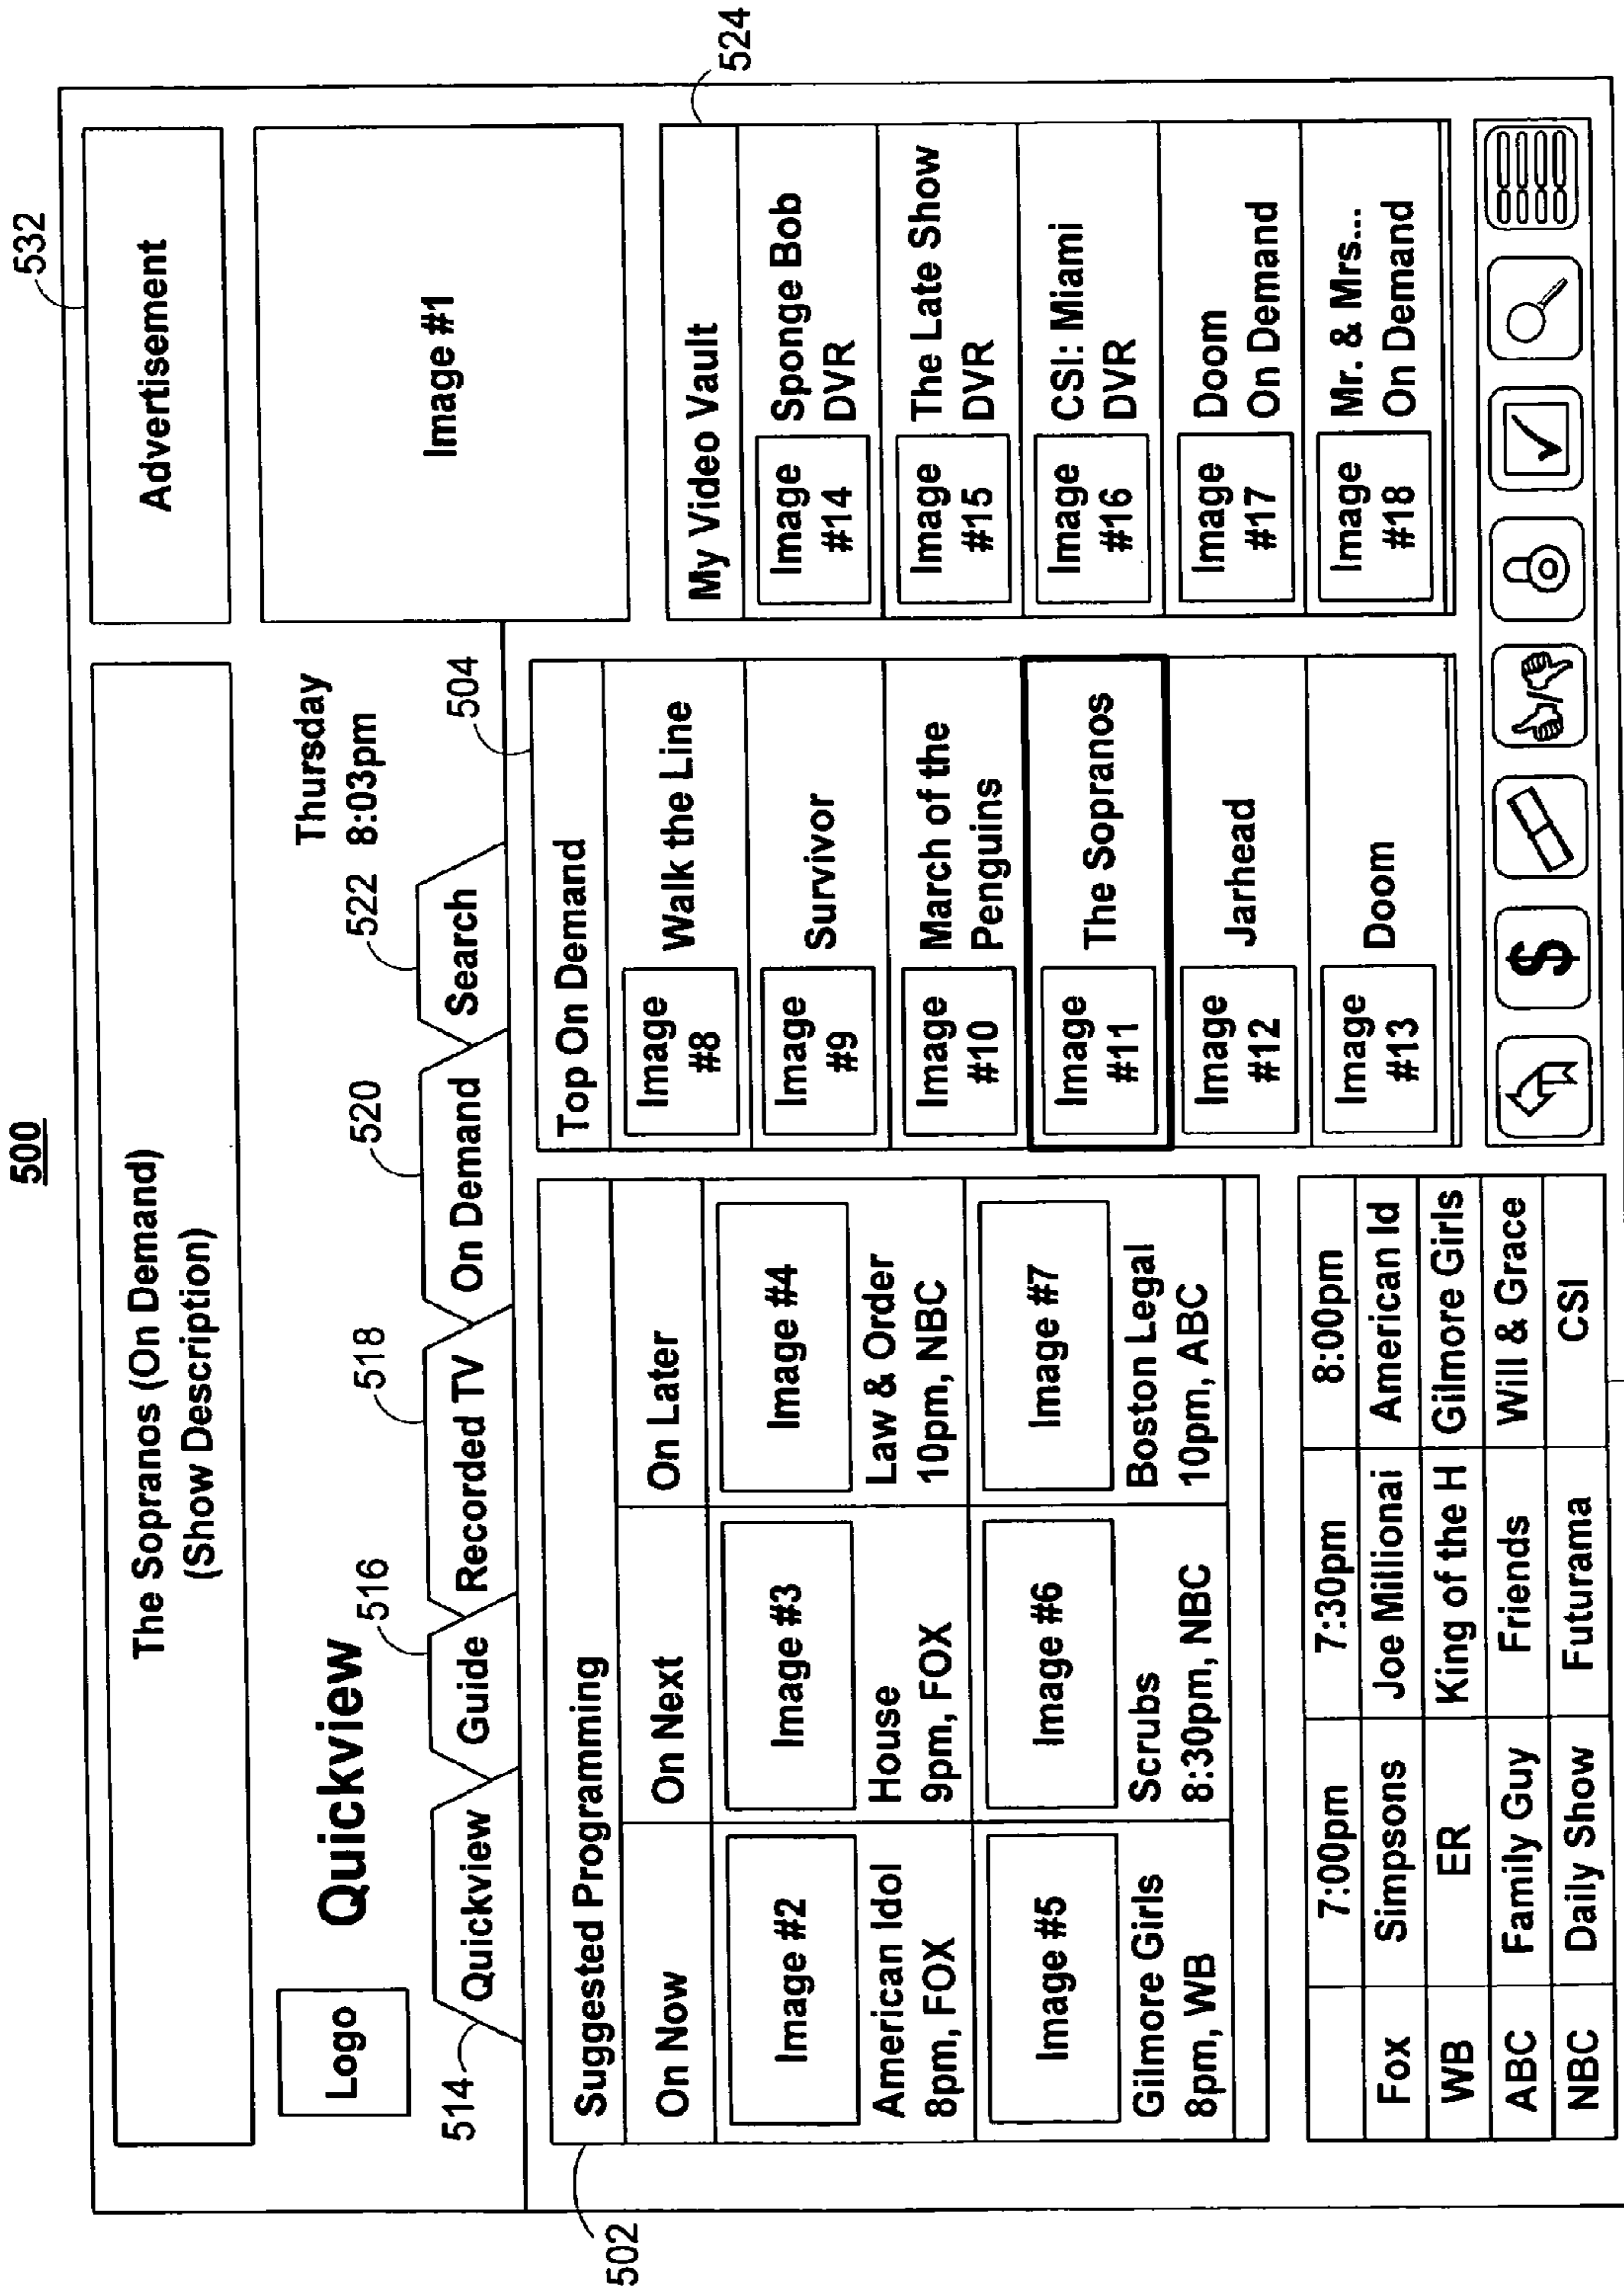 500
532
The Sopranos (On Demand)
(Show Description)
Advertisement
Logo
Quickview
Thursday
8:03pm
Image #1
514
Quickview
516
Guide
518
Recorded TV
520
On Demand
522
Search
502
Suggested Programming
On Now
On Next
On Later
Image #2
Image #3
Image #4
American Idol
8pm, FOX
House
9pm, FOX
Law & Order
10pm, NBC
Image #5
Image #6
Image #7
Gilmore Girls
8pm, WB
Scrubs
8:30pm, NBC
Boston Legal
10pm, ABC
504
Top On Demand
Image
#8
Walk the Line
Image
#9
Survivor
Image
#10
March of the
Penguins
Image
#11
The Sopranos
Image
#12
Jarhead
Image
#13
Doom
524
My Video Vault
Image
#14
Sponge Bob
DVR
Image
#15
The Late Show
DVR
Image
#16
CSI: Miami
DVR
Image
#17
Doom
On Demand
Image
#18
Mr. & Mrs...
On Demand
7:00pm 7:30pm 8:00pm
Fox Simpsons Joe Millionai American Id
WB ER King of the H Gilmore Girls
ABC Family Guy Friends Will & Grace
NBC Daily Show Futurama CSI
$